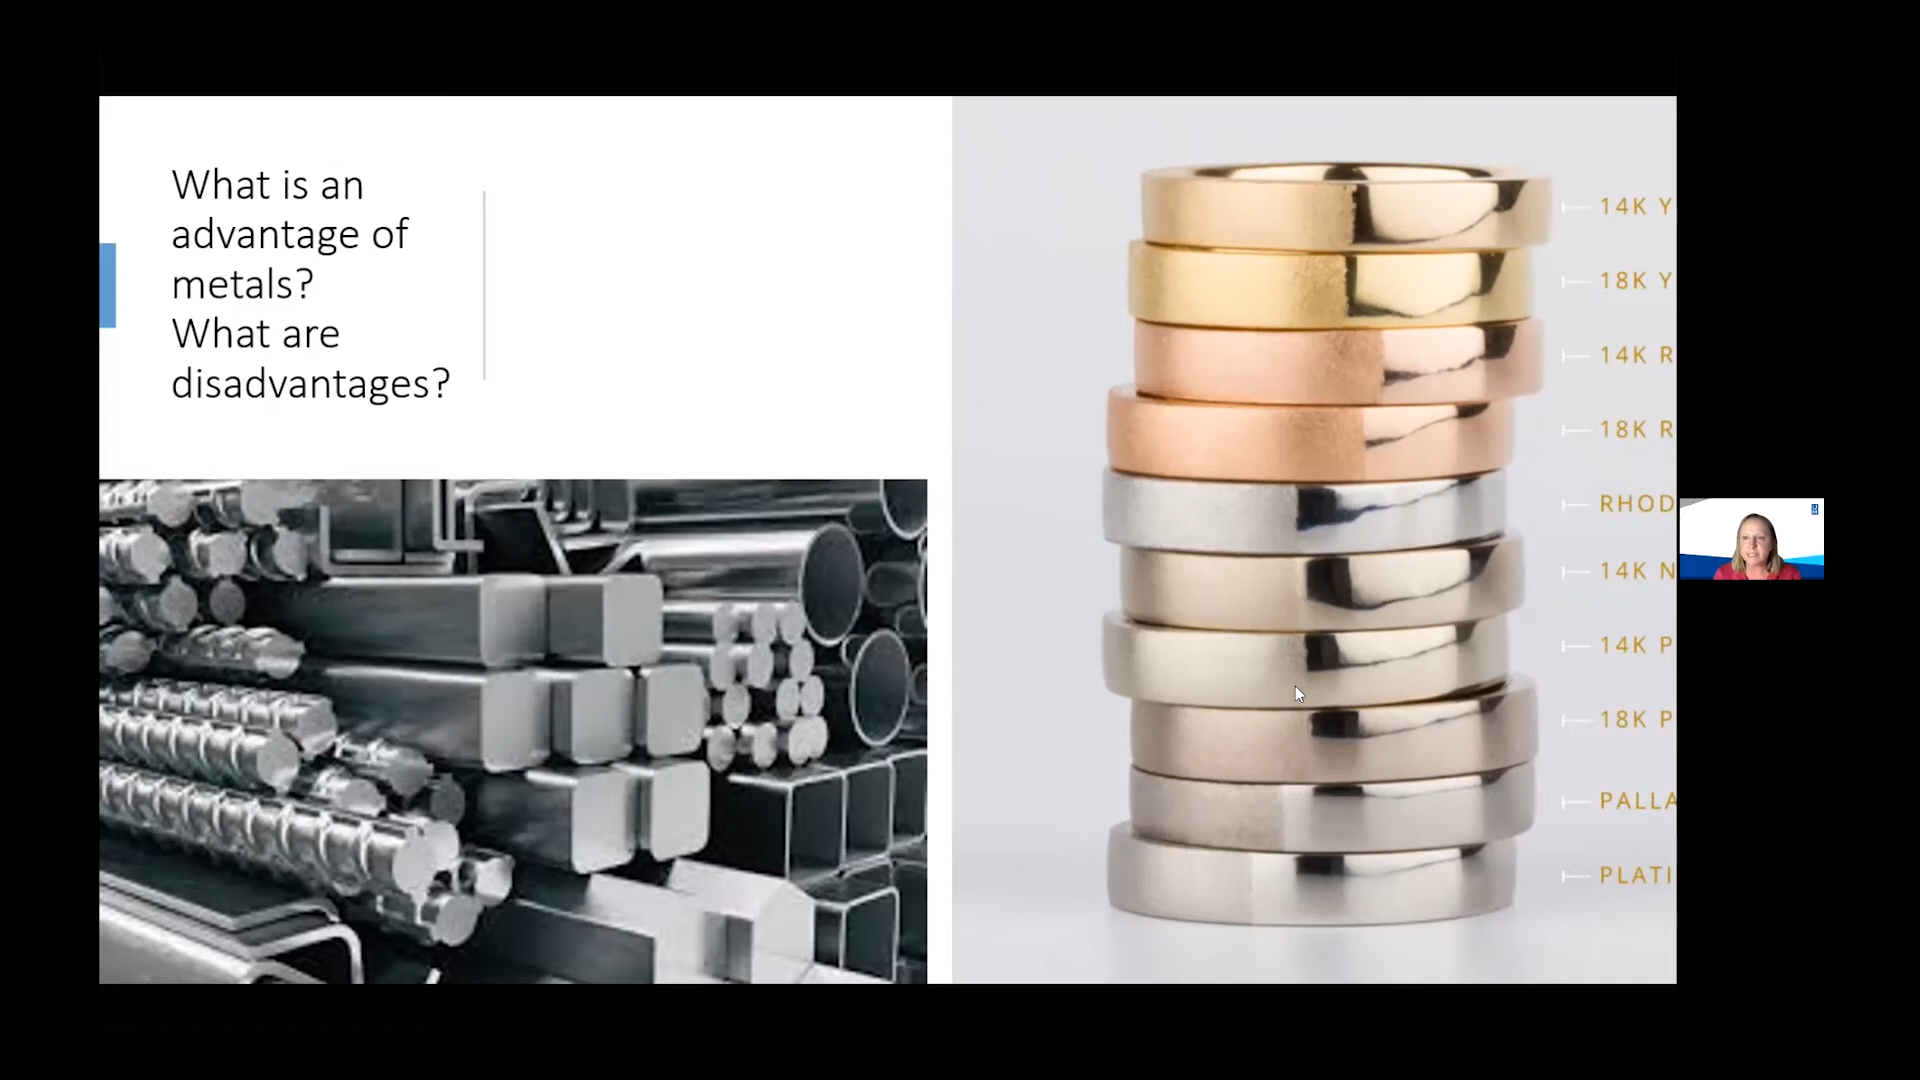 What is an
advantage of
metals?
What are
disadvantages?
14K Y
18K Y
14K R
18K R
RHOD
14K N
14K P
18K P
PALLA
PLATI